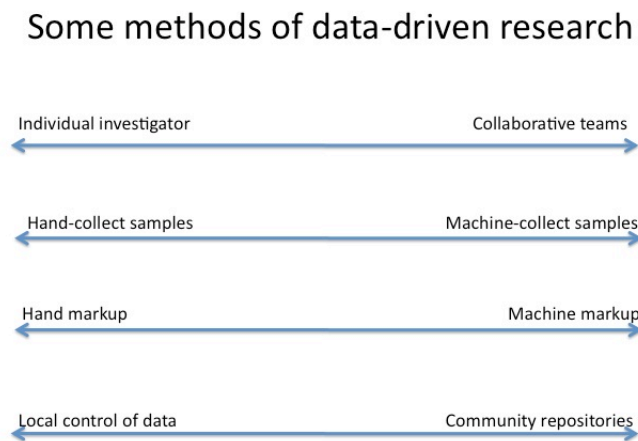 Some methods of data-driven research
Individual investigator Collaborative teams
Hand-collect samples Machine-collect samples
Hand markup Machine markup
Local control of data Community repositories